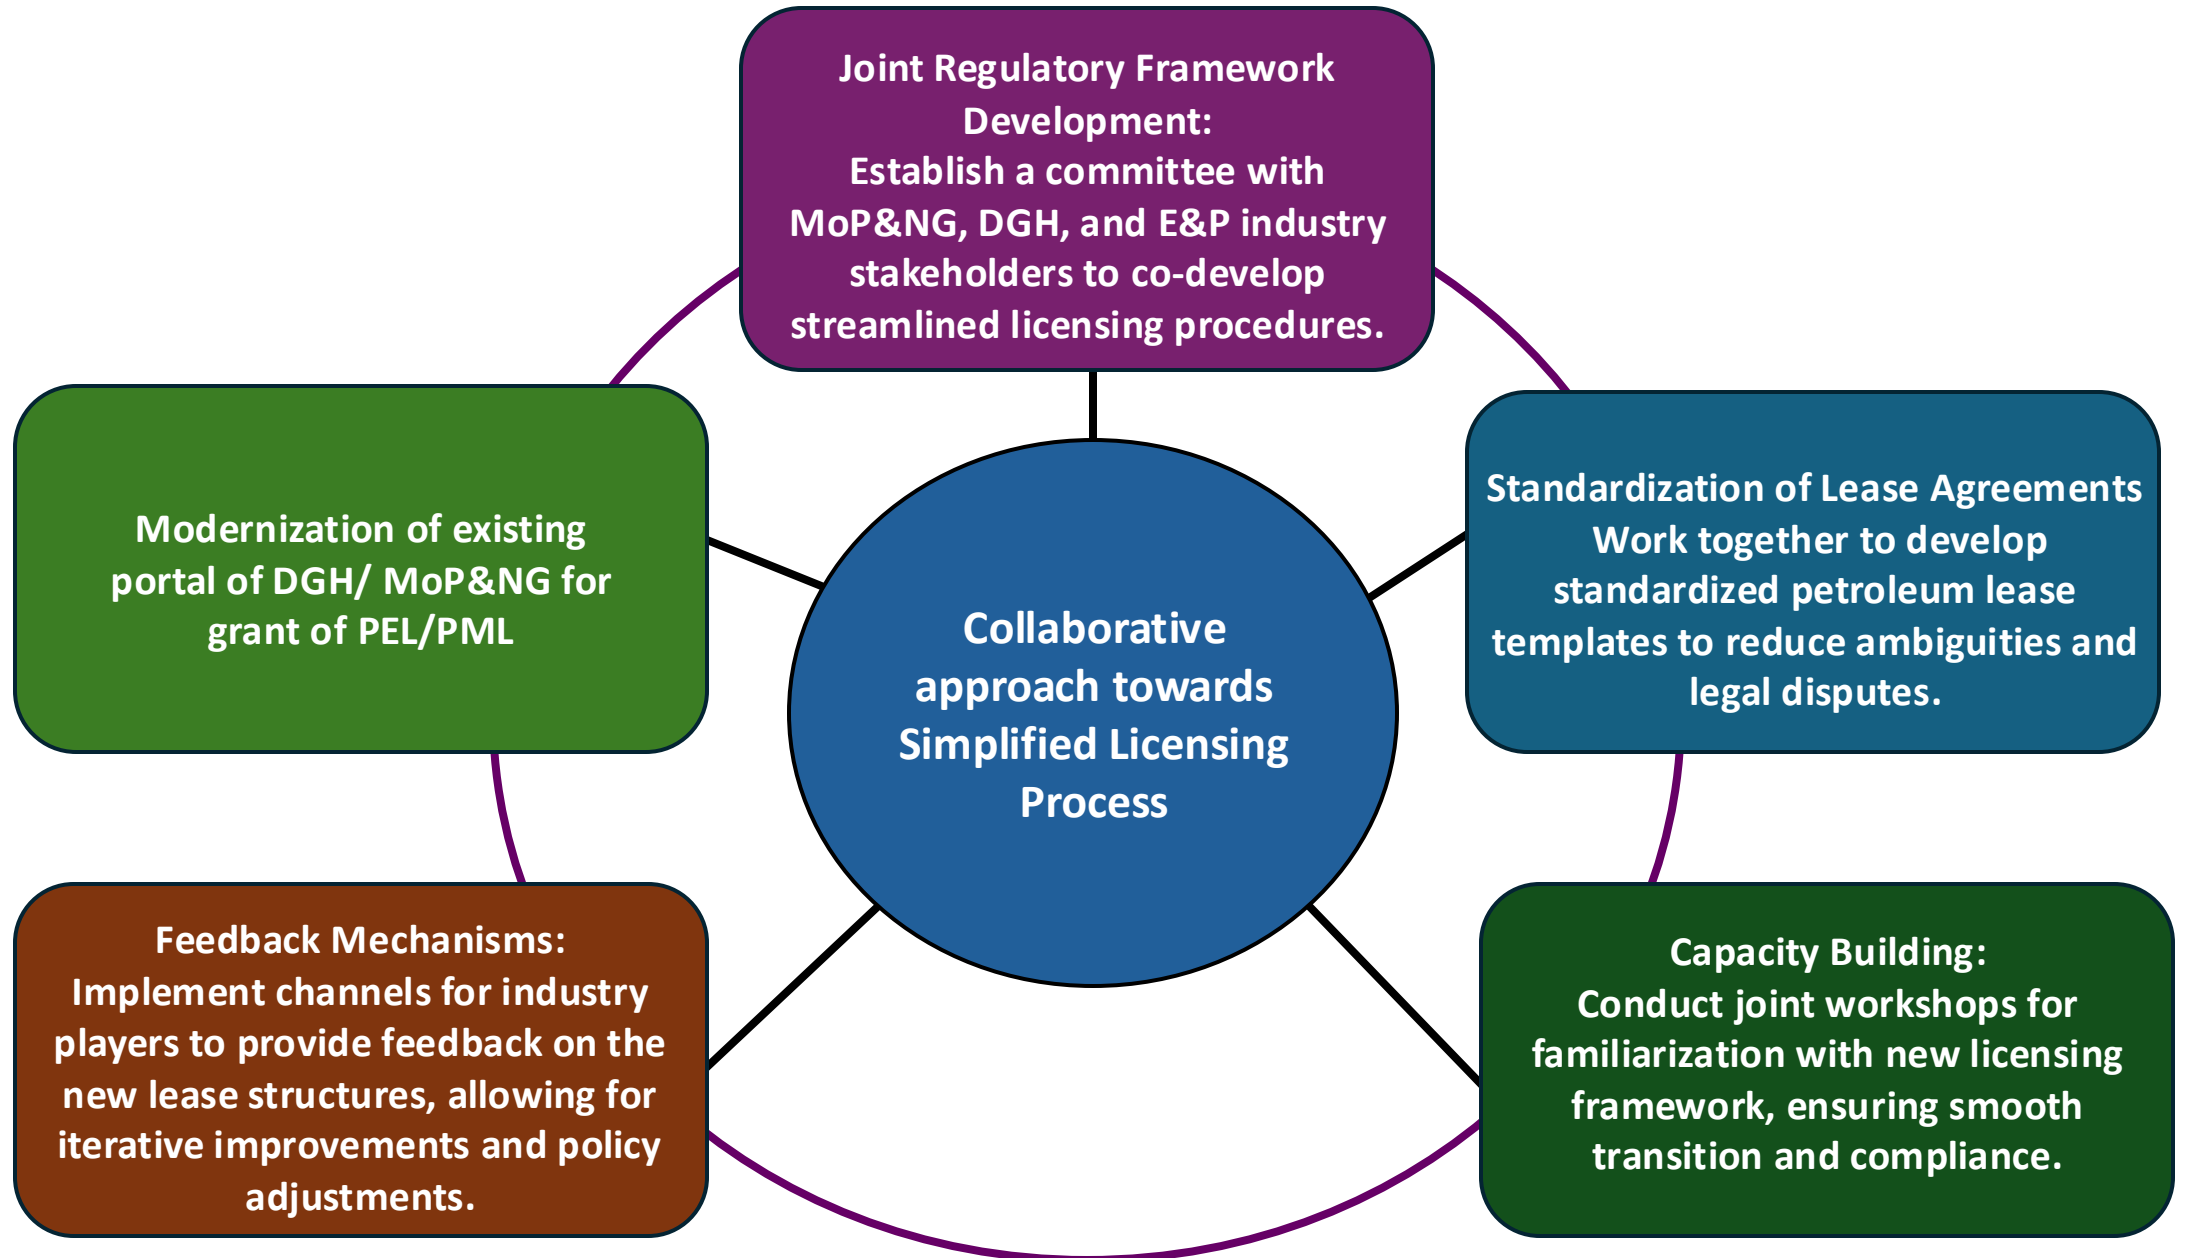 Joint Regulatory Framework
Development:
Establish a committee with
MoP&NG, DGH, and E&P industry
stakeholders to co-develop
streamlined licensing procedures.
Modernization of existing
portal of DGH/ MoP&NG for
grant of PEL/PML
Standardization of Lease Agreements
Work together to develop
standardized petroleum lease
templates to reduce ambiguities and
legal disputes.
Collaborative
approach towards
Simplified Licensing
Process
Feedback Mechanisms:
Implement channels for industry
players to provide feedback on the
new lease structures, allowing for
iterative improvements and policy
adjustments.
Capacity Building:
Conduct joint workshops for
familiarization with new licensing
framework, ensuring smooth
transition and compliance.